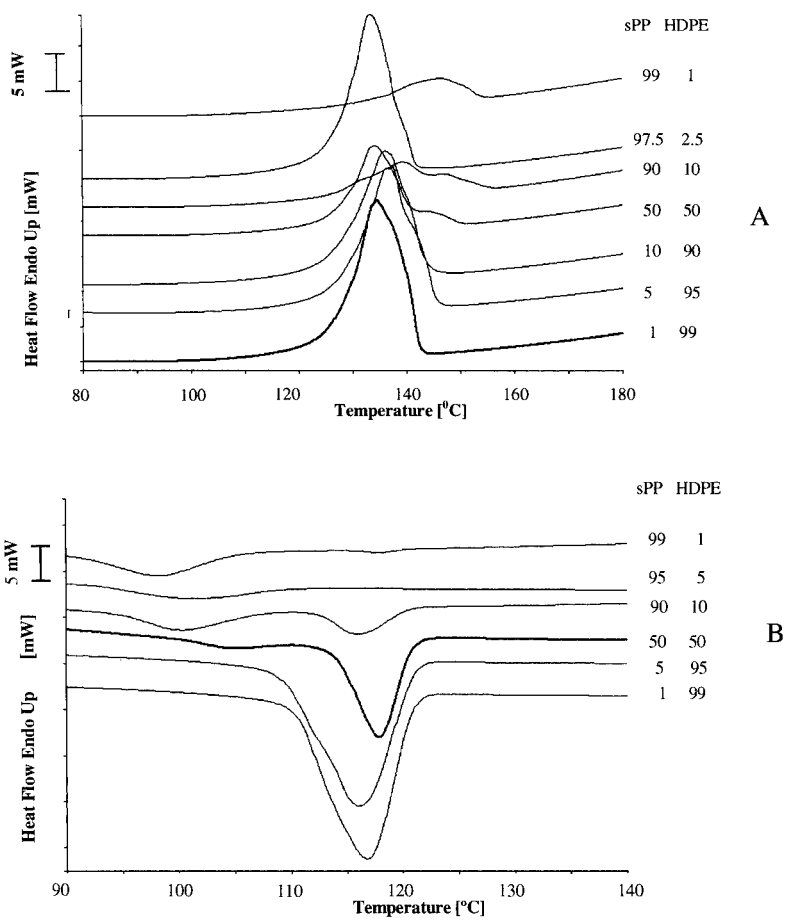 sPP HDPE
5 mW
99 1
97.5 2.5
90 10
50 50
10 90
5 95
1 99
A
Heat Flow Endo Up [mW]
80 100 120 140 160 180
Temperature [⁰C]
sPP HDPE
5 mW
99 1
95 5
90 10
50 50
5 95
1 99
B
Heat Flow Endo Up [mW]
90 100 110 120 130 140
Temperature [°C]